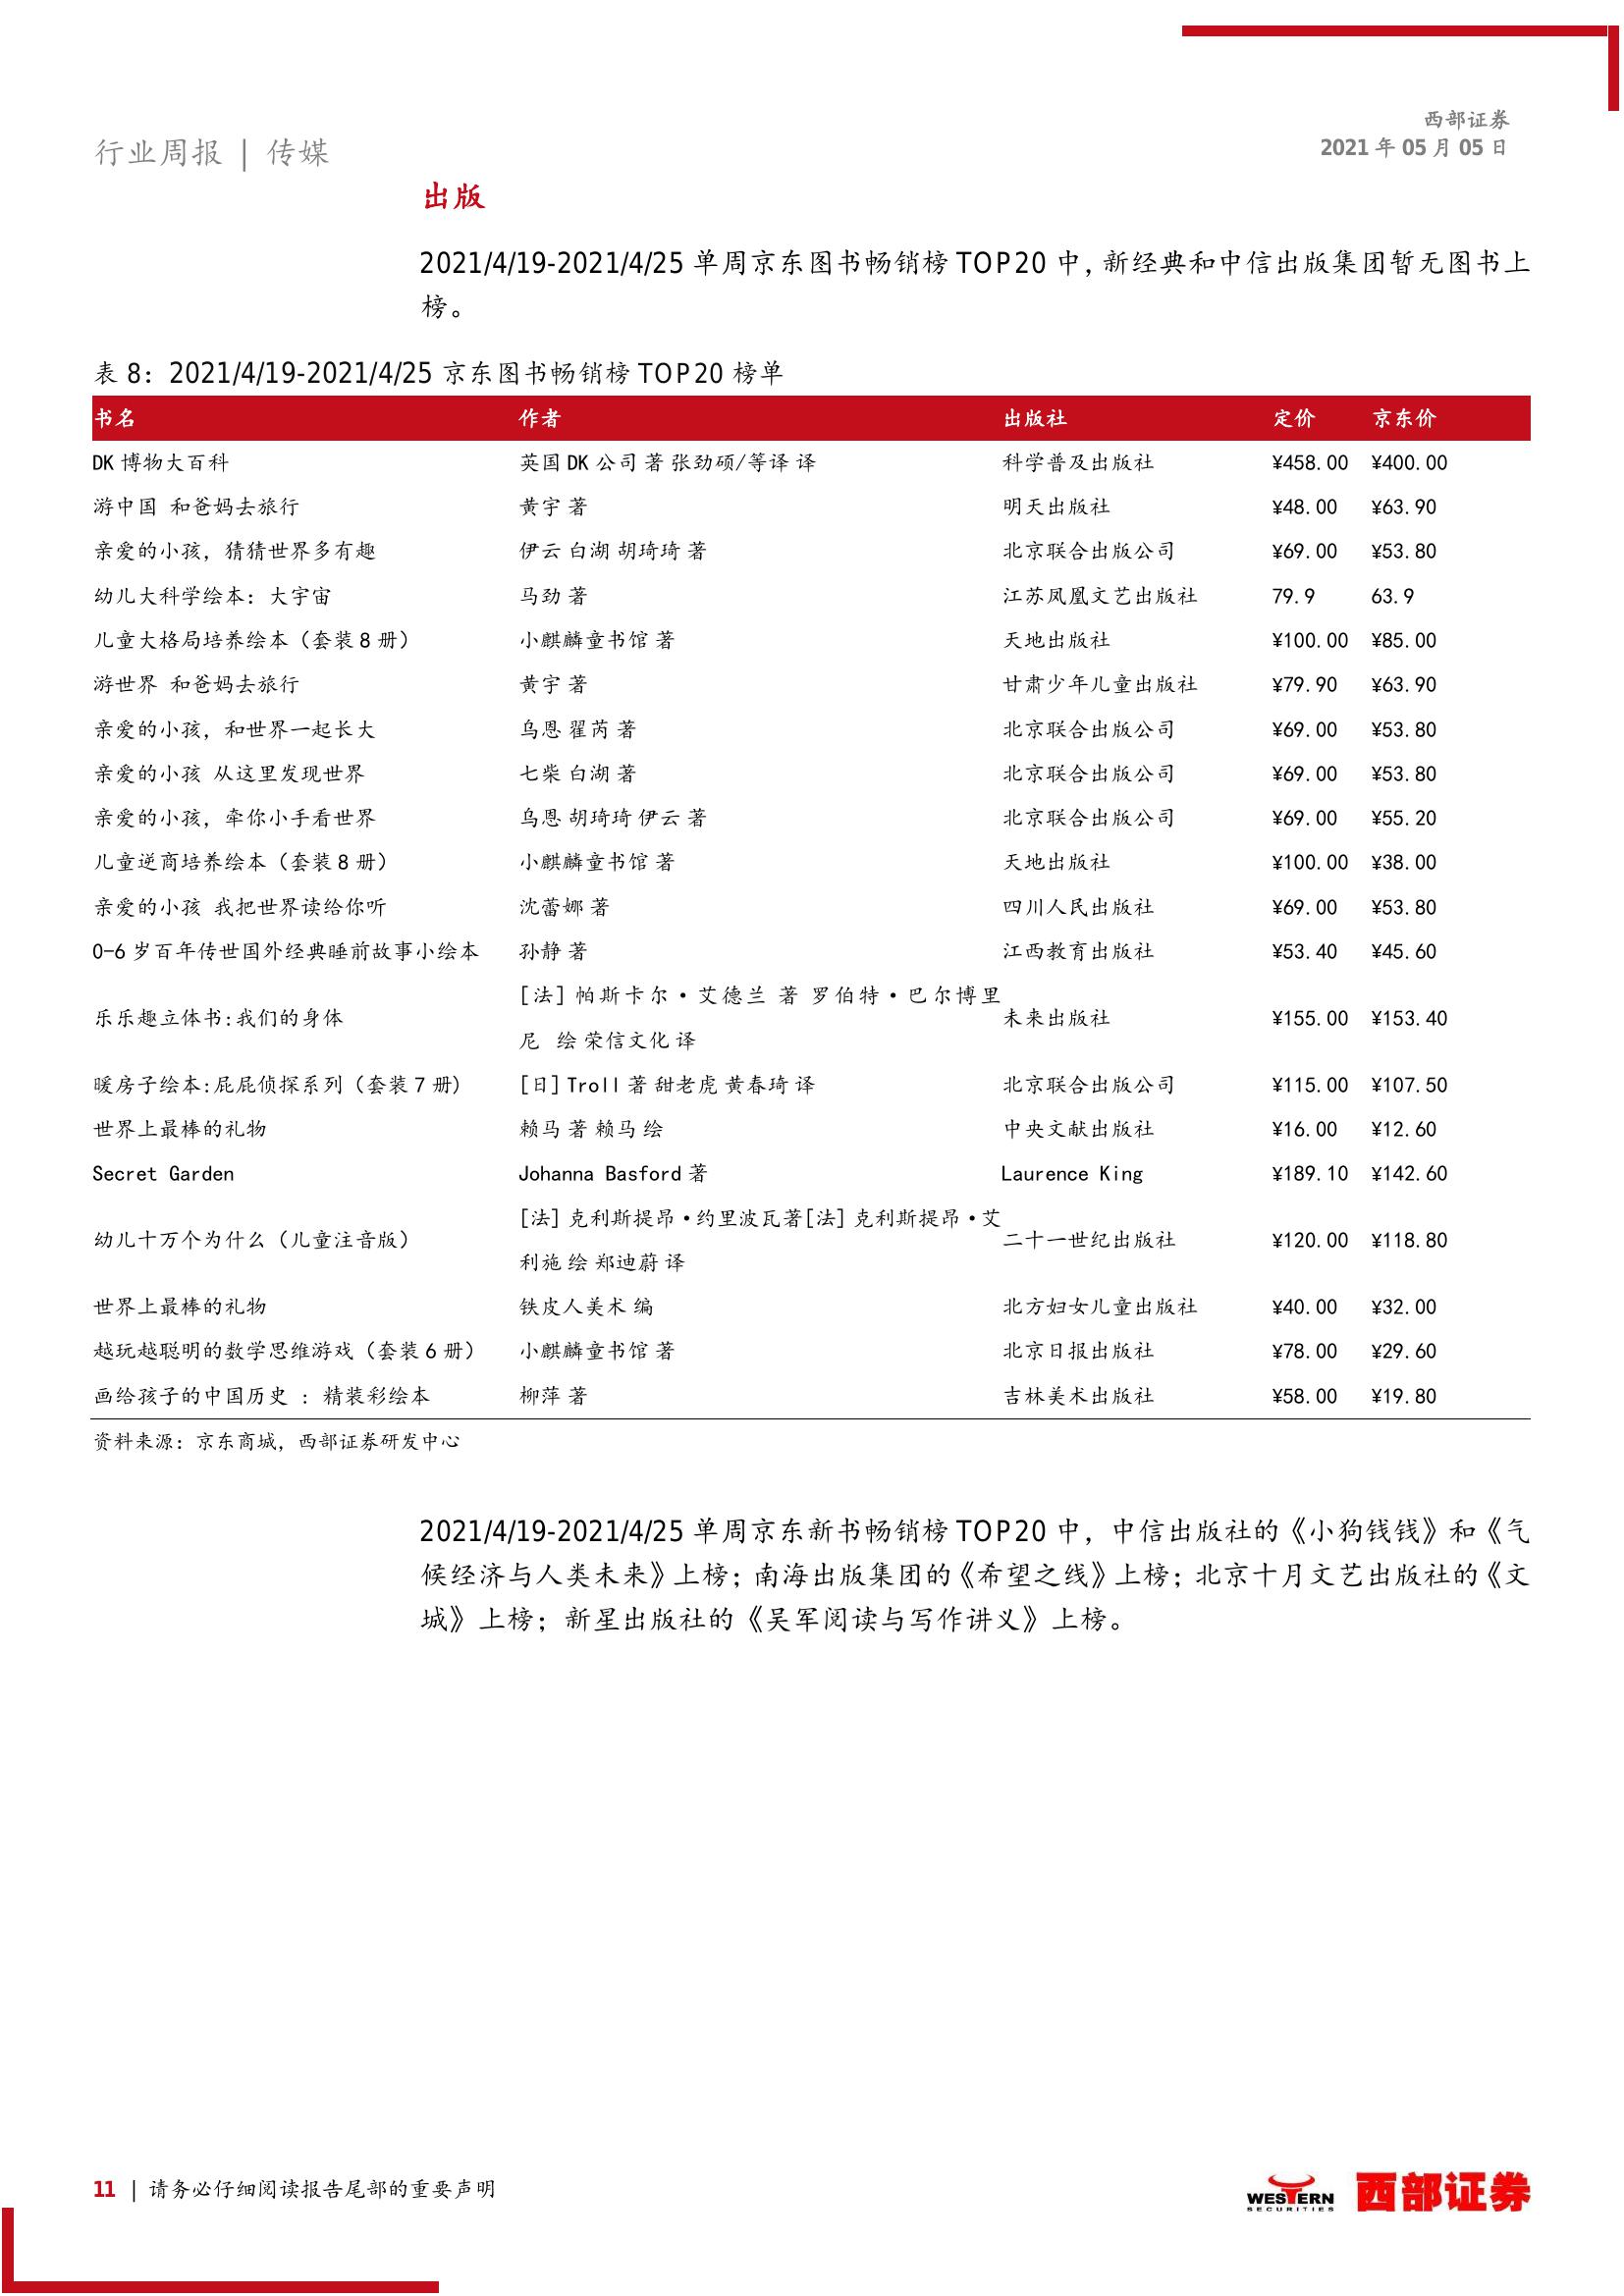 西部证券
行业周报 | 传媒
2021 年 05 月 05 日
出版
2021/4/19-2021/4/25 单周京东图书畅销榜 TOP20 中，新经典和中信出版集团暂无图书上
榜。
表 8：2021/4/19-2021/4/25 京东图书畅销榜 TOP20 榜单
书名 作者 出版社 定价 京东价
DK 博物大百科 英国 DK 公司 著 张劲硕/等译 译 科学普及出版社 ¥458.00 ¥400.00
游中国 和爸妈去旅行 黄宇 著 明天出版社 ¥48.00 ¥63.90
亲爱的小孩，猜猜世界多有趣 伊云 白湖 胡琦琦 著 北京联合出版公司 ¥69.00 ¥53.80
幼儿大科学绘本：大宇宙 马劲 著 江苏凤凰文艺出版社 79.9 63.9
儿童大格局培养绘本（套装 8 册） 小麒麟童书馆 著 天地出版社 ¥100.00 ¥85.00
游世界 和爸妈去旅行 黄宇 著 甘肃少年儿童出版社 ¥79.90 ¥63.90
亲爱的小孩，和世界一起长大 乌恩 翟芮 著 北京联合出版公司 ¥69.00 ¥53.80
亲爱的小孩 从这里发现世界 七柴 白湖 著 北京联合出版公司 ¥69.00 ¥53.80
亲爱的小孩，牵你小手看世界 乌恩 胡琦琦 伊云 著 北京联合出版公司 ¥69.00 ¥55.20
儿童逆商培养绘本（套装 8 册） 小麒麟童书馆 著 天地出版社 ¥100.00 ¥38.00
亲爱的小孩 我把世界读给你听 沈蕾娜 著 四川人民出版社 ¥69.00 ¥53.80
0-6 岁百年传世国外经典睡前故事小绘本 孙静 著 江西教育出版社 ¥53.40 ¥45.60
[法] 帕斯卡尔·艾德兰 著 罗伯特·巴尔博里
乐乐趣立体书:我们的身体 未来出版社 ¥155.00 ¥153.40
尼 绘 荣信文化 译
暖房子绘本:屁屁侦探系列（套装 7 册） [日] Troll 著 甜老虎 黄春琦 译 北京联合出版公司 ¥115.00 ¥107.50
世界上最棒的礼物 赖马 著 赖马 绘 中央文献出版社 ¥16.00 ¥12.60
Secret Garden Johanna Basford 著 Laurence King ¥189.10 ¥142.60
[法] 克利斯提昂·约里波瓦著[法] 克利斯提昂·艾
幼儿十万个为什么（儿童注音版） 二十一世纪出版社 ¥120.00 ¥118.80
利施 绘 郑迪蔚 译
世界上最棒的礼物 铁皮人美术 编 北方妇女儿童出版社 ¥40.00 ¥32.00
越玩越聪明的数学思维游戏（套装 6 册） 小麒麟童书馆 著 北京日报出版社 ¥78.00 ¥29.60
画给孩子的中国历史 ：精装彩绘本 柳萍 著 吉林美术出版社 ¥58.00 ¥19.80
资料来源：京东商城，西部证券研发中心
2021/4/19-2021/4/25 单周京东新书畅销榜 TOP20 中，中信出版社的《小狗钱钱》和《气
候经济与人类未来》上榜；南海出版集团的《希望之线》上榜；北京十月文艺出版社的《文
城》上榜；新星出版社的《吴军阅读与写作讲义》上榜。
11 | 请务必仔细阅读报告尾部的重要声明
WESTERN
SECURITIES
西部证券